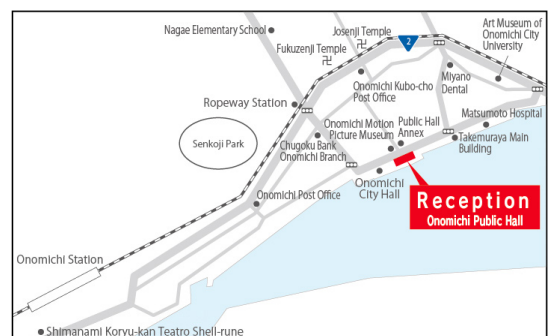 Nagae Elementary School
Josenji Temple
Fukuzenji Temple
2
Art Museum of
Onomichi City
University
Onomichi Kubo-cho
Post Office
Miyano
Dental
Ropeway Station
Senkoji Park
Chugoku Bank
Onomichi Branch
Onomichi Motion
Picture Museum
Public Hall
Annex
Matsumoto Hospital
Takemuraya Main
Building
Onomichi
City Hall
Reception
Onomichi Public Hall
Onomichi Post Office
Onomichi Station
Shimanami Koryu-kan Teatro Shell-rune